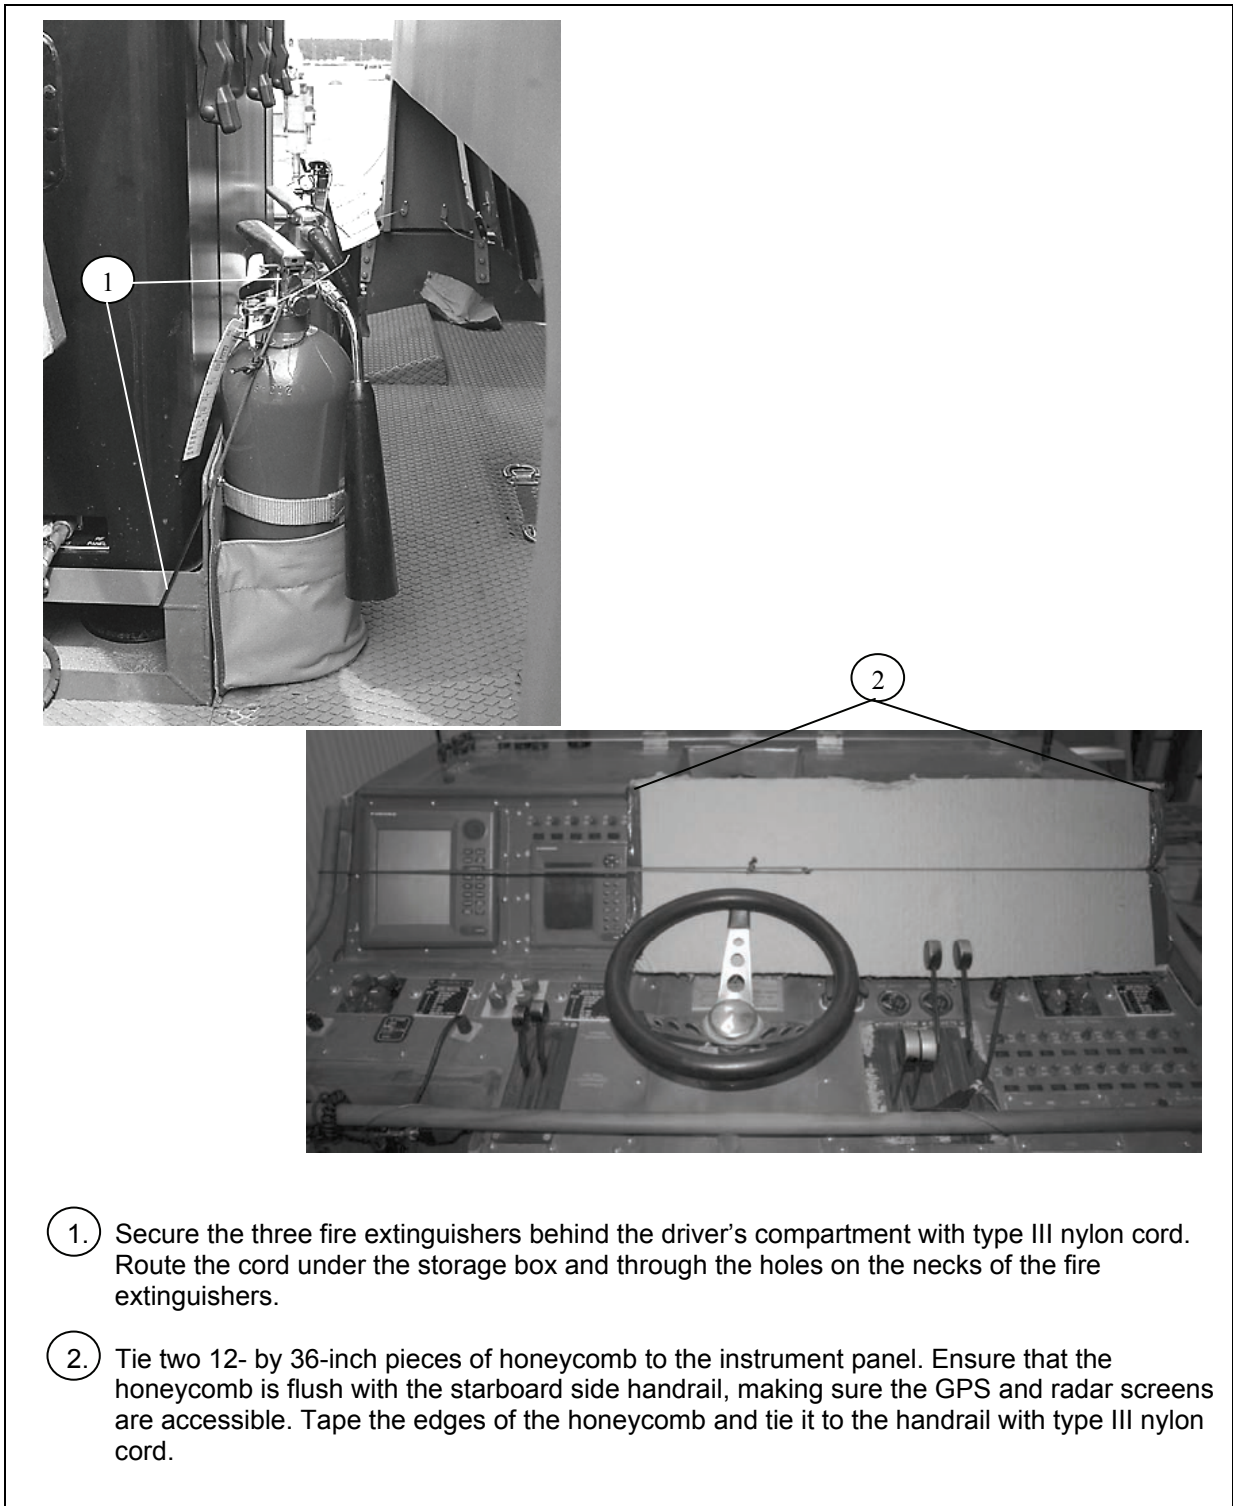 1
2
1. Secure the three fire extinguishers behind the driver’s compartment with type III nylon cord.
Route the cord under the storage box and through the holes on the necks of the fire
extinguishers.
2. Tie two 12- by 36-inch pieces of honeycomb to the instrument panel. Ensure that the
honeycomb is flush with the starboard side handrail, making sure the GPS and radar screens
are accessible. Tape the edges of the honeycomb and tie it to the handrail with type III nylon
cord.